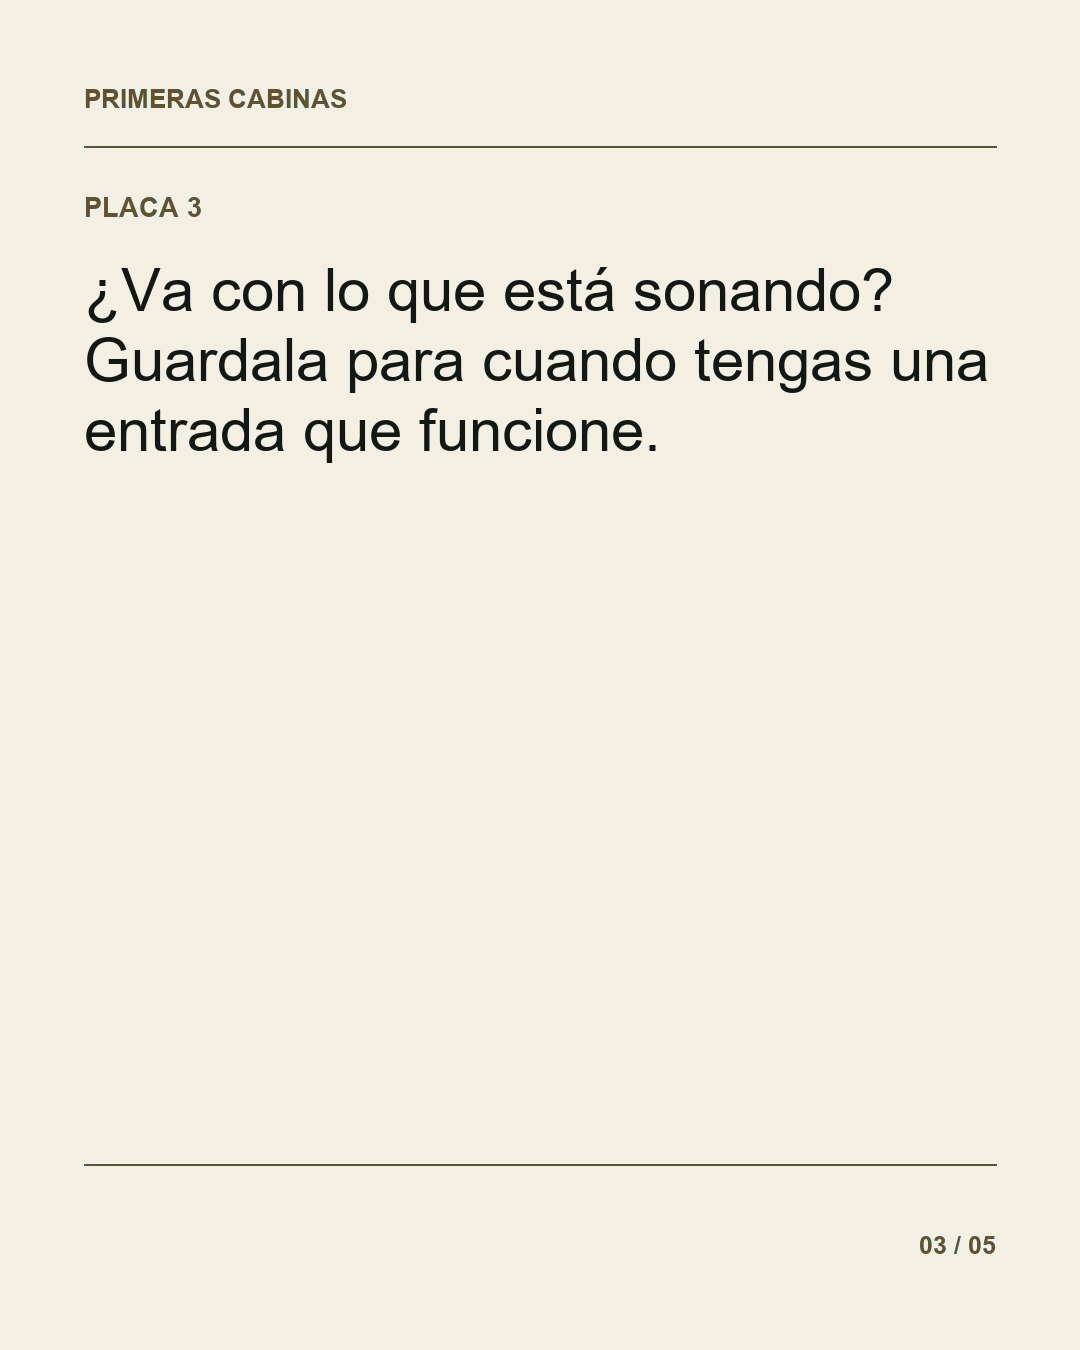 PRIMERAS CABINAS
PLACA 3
¿Va con lo que está sonando?
Guardala para cuando tengas una
entrada que funcione.
03 / 05